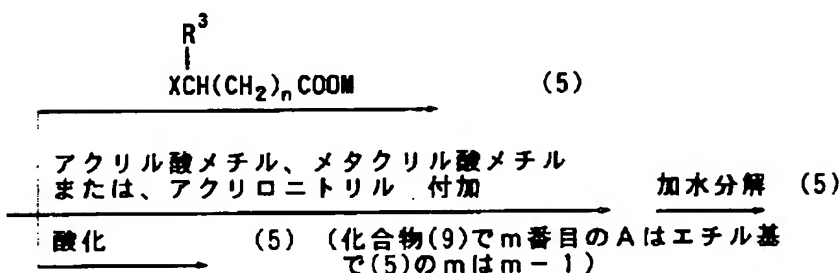 R³
XCH(CH₂)ₙCOOM (5)
アクリル酸メチル、メタクリル酸メチル
または、アクリロニトリル 付加 加水分解 (5)
酸化 (5) (化合物(9)でm番目のAはエチル基
で(5)のmはm-1)